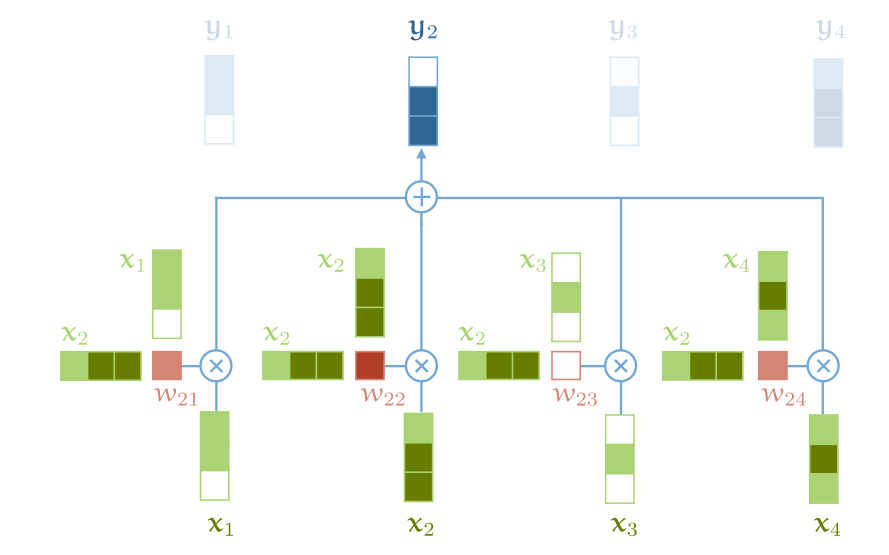 y₁ y₂ y₃ y₄
+
x₁ x₂ x₃ x₄
x₂ x₂ x₂ x₂
× × × ×
w₂₁ w₂₂ w₂₃ w₂₄
x₁ x₂ x₃ x₄